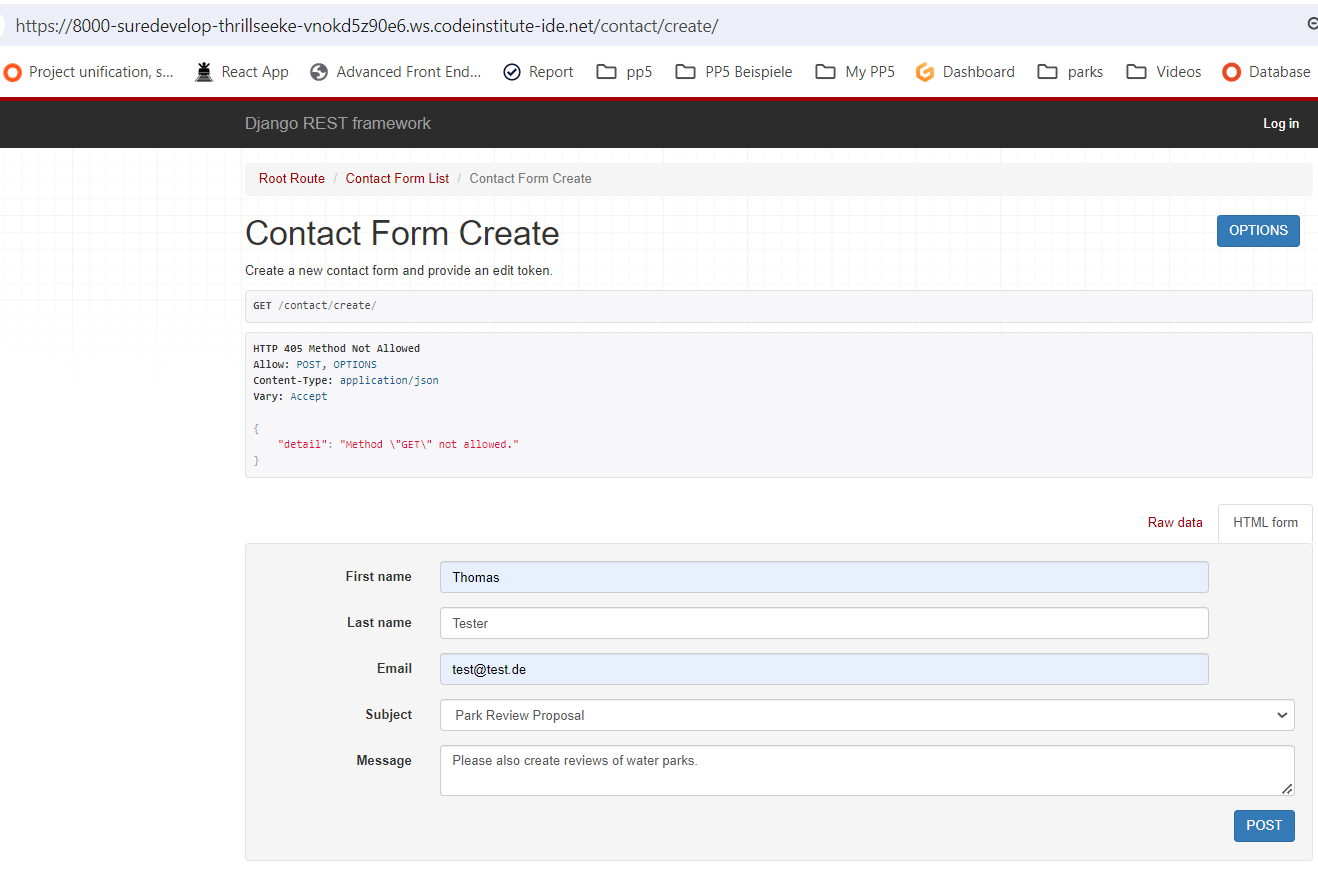 https://8000-suredevelop-thrillseeke-vnokd5z90e6.ws.codeinstitute-ide.net/contact/create/
Project unification, s... React App Advanced Front End... Report pp5 PP5 Beispiele My PP5 Dashboard parks Videos Database
Django REST framework Log in
Root Route / Contact Form List / Contact Form Create
Contact Form Create OPTIONS
Create a new contact form and provide an edit token.
GET /contact/create/
HTTP 405 Method Not Allowed
Allow: POST, OPTIONS
Content-Type: application/json
Vary: Accept
{
"detail": "Method \"GET\" not allowed."
}
Raw data HTML form
First name Thomas
Last name Tester
Email test@test.de
Subject Park Review Proposal
Message Please also create reviews of water parks.
POST